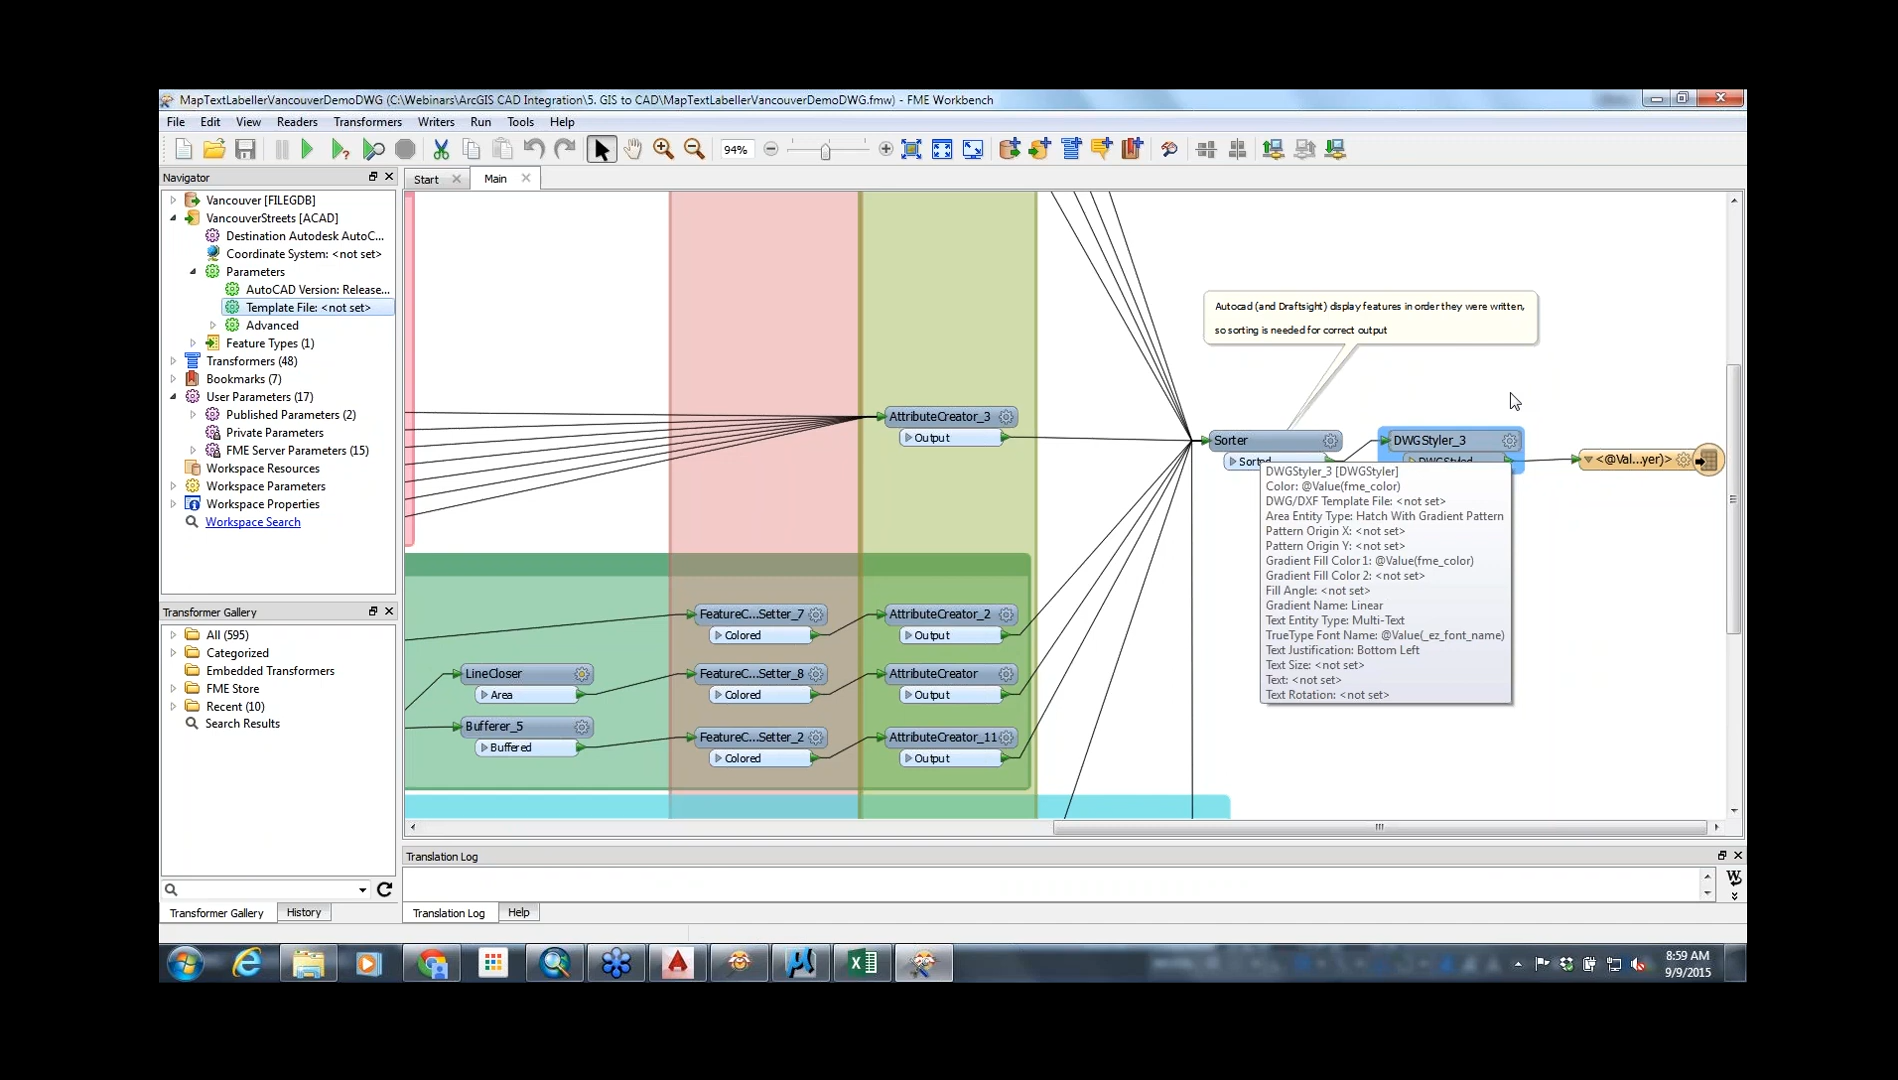 MapTextLabellerVancouverDemoDWG (C:\Webinars\ArcGIS CAD Integration\5. GIS to CAD\MapTextLabellerVancouverDemoDWG.fmw) - FME Workbench
File Edit View Readers Transformers Writers Run Tools Help
94%
Navigator
Start
Main
Vancouver [FILEGDB]
VancouverStreets [ACAD]
Destination Autodesk AutoC...
Coordinate System: <not set>
Parameters
AutoCAD Version: Release...
Template File: <not set>
Advanced
Feature Types (1)
Transformers (48)
Bookmarks (7)
User Parameters (17)
Published Parameters (2)
Private Parameters
FME Server Parameters (15)
Workspace Resources
Workspace Parameters
Workspace Properties
Workspace Search
Transformer Gallery
All (595)
Categorized
Embedded Transformers
FME Store
Recent (10)
Search Results
Transformer Gallery
History
Autocad (and Draftsight) display features in order they were written,
so sorting is needed for correct output
AttributeCreator_3
Output
Sorter
Sorted
DWGStyler_3
DWGStyled
<@Val...yer)>
DWGStyler_3 [DWGStyler]
Color: @Value(fme_color)
DWG/DXF Template File: <not set>
Area Entity Type: Hatch With Gradient Pattern
Pattern Origin X: <not set>
Pattern Origin Y: <not set>
Gradient Fill Color 1: @Value(fme_color)
Gradient Fill Color 2: <not set>
Fill Angle: <not set>
Gradient Name: Linear
Text Entity Type: Multi-Text
TrueType Font Name: @Value(_ez_font_name)
Text Justification: Bottom Left
Text Size: <not set>
Text: <not set>
Text Rotation: <not set>
FeatureC...Setter_7
Colored
AttributeCreator_2
Output
LineCloser
Area
FeatureC...Setter_8
Colored
AttributeCreator
Output
Bufferer_5
Buffered
FeatureC...Setter_2
Colored
AttributeCreator_11
Output
Translation Log
Translation Log
Help
8:59 AM
9/9/2015